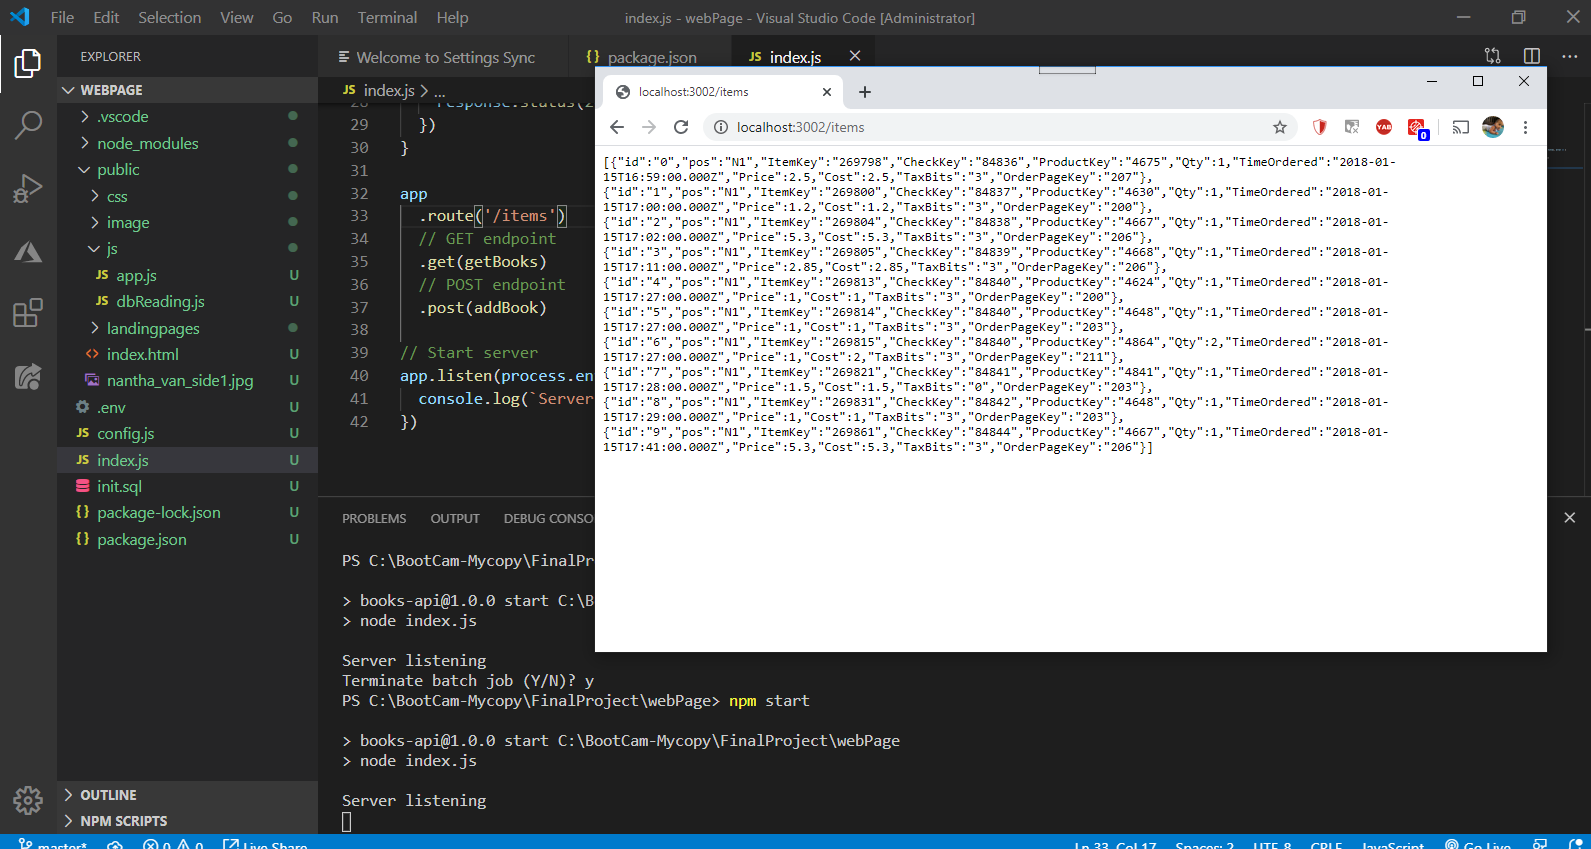 File Edit Selection View Go Run Terminal Help
index.js - webPage - Visual Studio Code [Administrator]
EXPLORER
WEBPAGE
.vscode
node_modules
public
css
image
js
app.js U
dbReading.js U
landingpages
index.html U
nantha_van_side1.jpg U
.env U
JS config.js U
JS index.js U
init.sql U
{} package-lock.json U
{} package.json U
OUTLINE
NPM SCRIPTS
Welcome to Settings Sync
{} package.json
JS index.js
JS index.js > ...
28 response.status(2
29 })
30 }
31
32 app
33 .route('/items')
34 // GET endpoint
35 .get(getBooks)
36 // POST endpoint
37 .post(addBook)
38
39 // Start server
40 app.listen(process.en
41 console.log(`Server
42 })
localhost:3002/items
localhost:3002/items
YAB
0
[{"id":"0","pos":"N1","ItemKey":"269798","CheckKey":"84836","ProductKey":"4675","Qty":1,"TimeOrdered":"2018-01-
15T16:59:00.000Z","Price":2.5,"Cost":2.5,"TaxBits":"3","OrderPageKey":"207"},
{"id":"1","pos":"N1","ItemKey":"269800","CheckKey":"84837","ProductKey":"4630","Qty":1,"TimeOrdered":"2018-01-
15T17:00:00.000Z","Price":1.2,"Cost":1.2,"TaxBits":"3","OrderPageKey":"200"},
{"id":"2","pos":"N1","ItemKey":"269804","CheckKey":"84838","ProductKey":"4667","Qty":1,"TimeOrdered":"2018-01-
15T17:02:00.000Z","Price":5.3,"Cost":5.3,"TaxBits":"3","OrderPageKey":"206"},
{"id":"3","pos":"N1","ItemKey":"269805","CheckKey":"84839","ProductKey":"4668","Qty":1,"TimeOrdered":"2018-01-
15T17:11:00.000Z","Price":2.85,"Cost":2.85,"TaxBits":"3","OrderPageKey":"206"},
{"id":"4","pos":"N1","ItemKey":"269813","CheckKey":"84840","ProductKey":"4624","Qty":1,"TimeOrdered":"2018-01-
15T17:27:00.000Z","Price":1,"Cost":1,"TaxBits":"3","OrderPageKey":"200"},
{"id":"5","pos":"N1","ItemKey":"269814","CheckKey":"84840","ProductKey":"4648","Qty":1,"TimeOrdered":"2018-01-
15T17:27:00.000Z","Price":1,"Cost":1,"TaxBits":"3","OrderPageKey":"203"},
{"id":"6","pos":"N1","ItemKey":"269815","CheckKey":"84840","ProductKey":"4864","Qty":2,"TimeOrdered":"2018-01-
15T17:27:00.000Z","Price":1,"Cost":2,"TaxBits":"3","OrderPageKey":"211"},
{"id":"7","pos":"N1","ItemKey":"269821","CheckKey":"84841","ProductKey":"4841","Qty":1,"TimeOrdered":"2018-01-
15T17:28:00.000Z","Price":1.5,"Cost":1.5,"TaxBits":"0","OrderPageKey":"203"},
{"id":"8","pos":"N1","ItemKey":"269831","CheckKey":"84842","ProductKey":"4648","Qty":1,"TimeOrdered":"2018-01-
15T17:29:00.000Z","Price":1,"Cost":1,"TaxBits":"3","OrderPageKey":"203"},
{"id":"9","pos":"N1","ItemKey":"269861","CheckKey":"84844","ProductKey":"4667","Qty":1,"TimeOrdered":"2018-01-
15T17:41:00.000Z","Price":5.3,"Cost":5.3,"TaxBits":"3","OrderPageKey":"206"}]
PROBLEMS OUTPUT DEBUG CONSO
PS C:\BootCam-Mycopy\FinalPr
> books-api@1.0.0 start C:\B
> node index.js
Server listening
Terminate batch job (Y/N)? y
PS C:\BootCam-Mycopy\FinalProject\webPage> npm start
> books-api@1.0.0 start C:\BootCam-Mycopy\FinalProject\webPage
> node index.js
Server listening
master* 0 0 Live Share Ln 33, Col 17 Spaces: 2 UTF-8 CRLF JavaScript Go Live